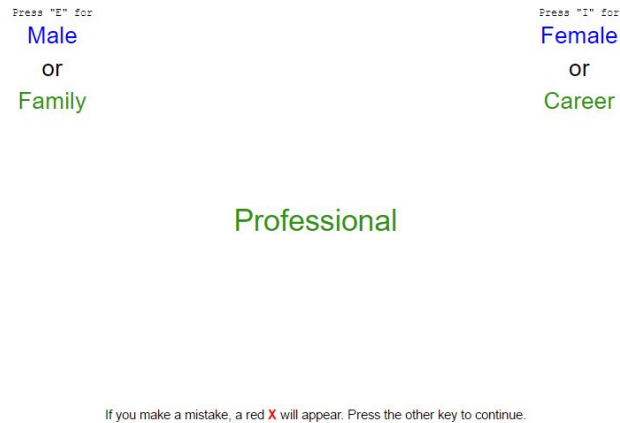 Press "E" for
Male
or
Family
Press "I" for
Female
or
Career
Professional
If you make a mistake, a red X will appear. Press the other key to continue.